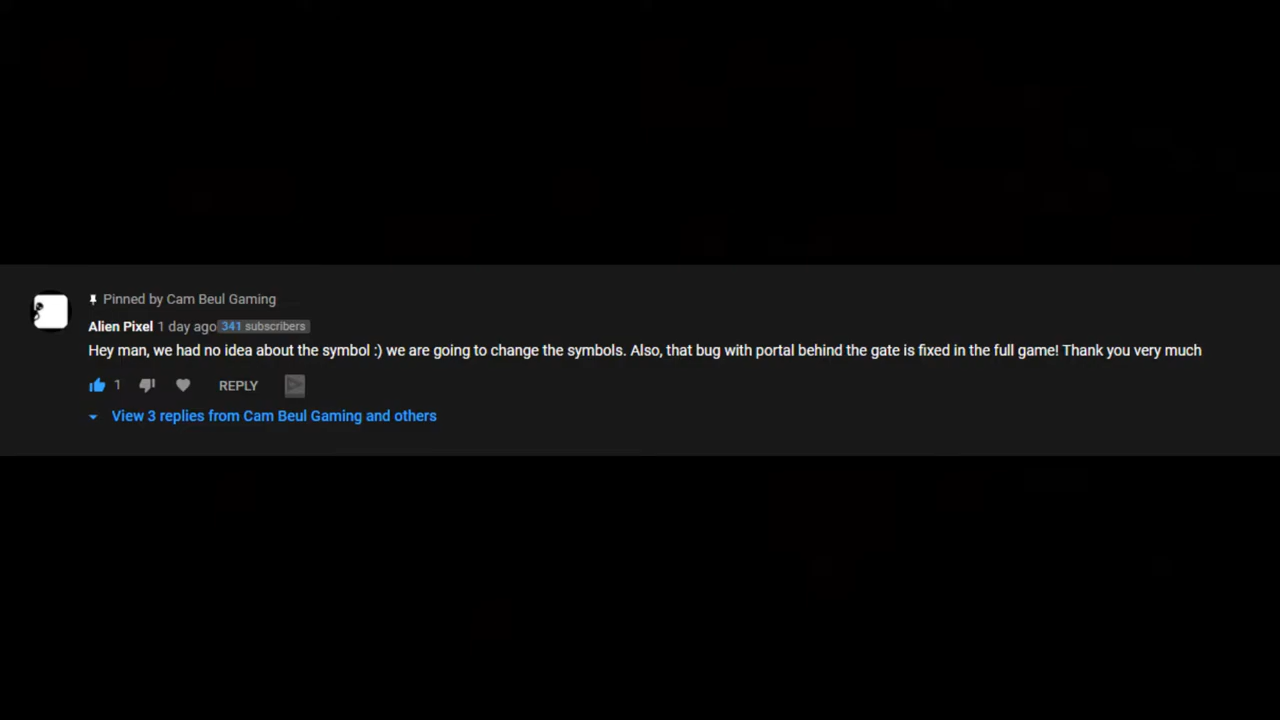 Pinned by Cam Beul Gaming
Alien Pixel 1 day ago 341 subscribers
Hey man, we had no idea about the symbol :) we are going to change the symbols. Also, that bug with portal behind the gate is fixed in the full game! Thank you very much
1 REPLY
View 3 replies from Cam Beul Gaming and others